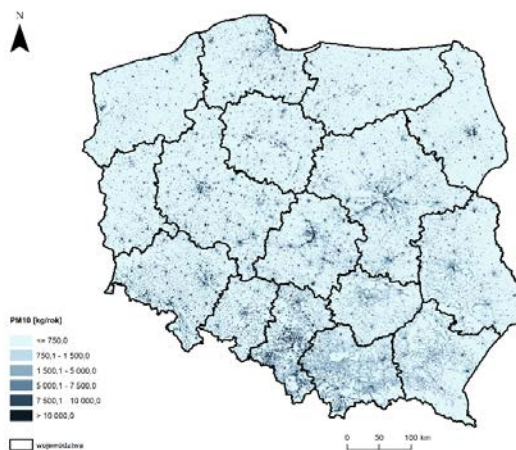 N
PM10 [kg/rok]
<= 750,0
750,1 - 1 500,0
1 500,1 - 5 000,0
5 000,1 - 7 500,0
7 500,1 - 10 000,0
> 10 000,0
województwa
0 50 100 km